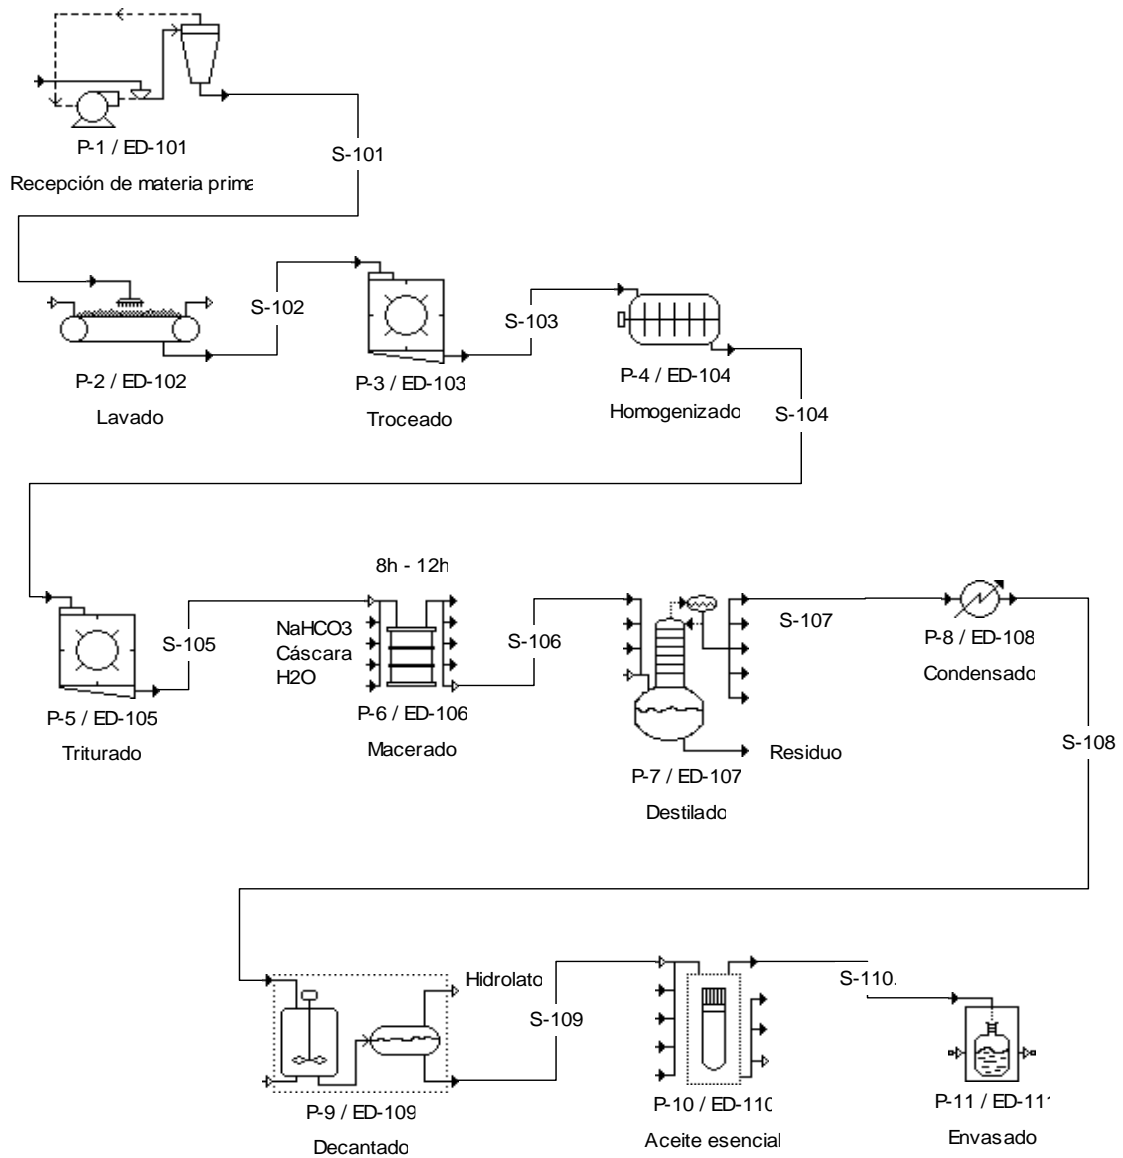 P-1 / ED-101
S-101
Recepción de materia prima
S-102
S-103
P-2 / ED-102
P-3 / ED-103
P-4 / ED-104
Lavado
Troceado
Homogenizado
S-104
8h - 12h
NaHCO3
Cáscara
H2O
S-105
S-106
S-107
P-8 / ED-108
Condensado
P-5 / ED-105
P-6 / ED-106
Triturado
Macerado
Residuo
S-108
P-7 / ED-107
Destilado
Hidrolato
S-109
S-110
P-9 / ED-109
P-10 / ED-110
P-11 / ED-111
Decantado
Aceite esencial
Envasado